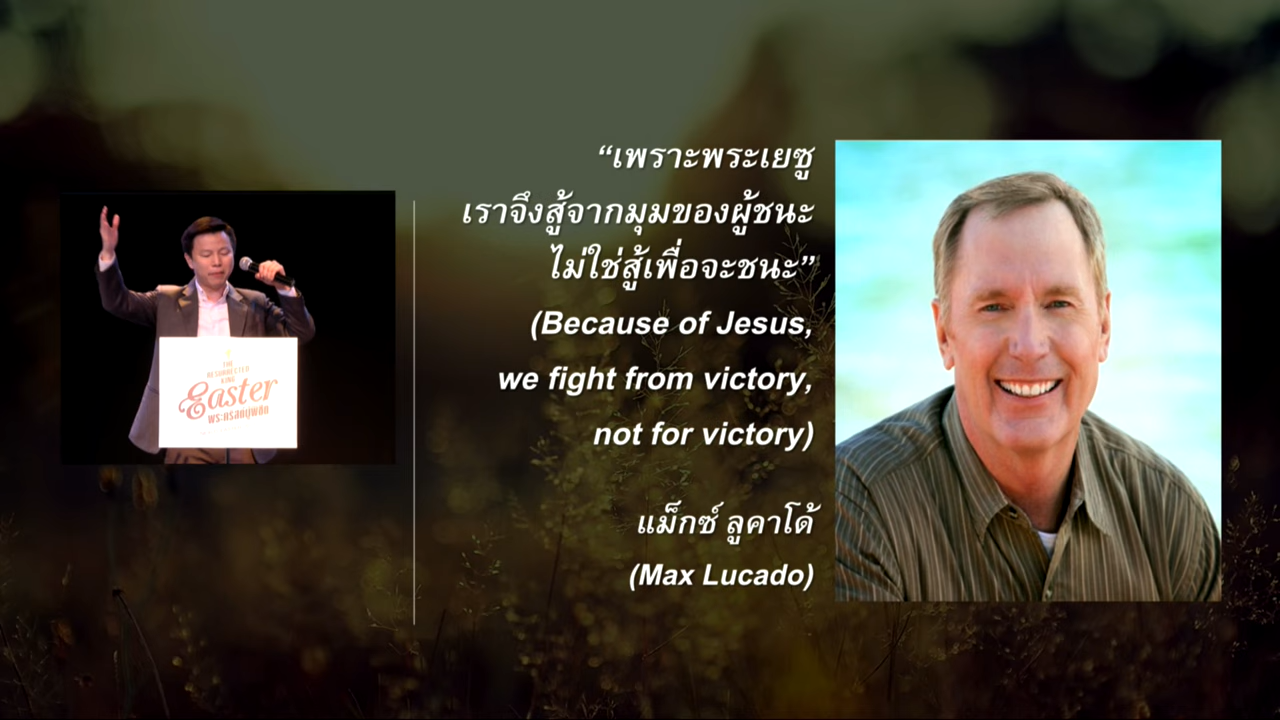 THE
RESURRECTED
KING
Easter
“เพราะพระเยซู
เราจึงสู้จากมุมของผู้ชนะ
ไม่ใช่สู้เพื่อจะชนะ”
(Because of Jesus,
we fight from victory,
not for victory)
แม็กซ์ ลูคาโด้
(Max Lucado)